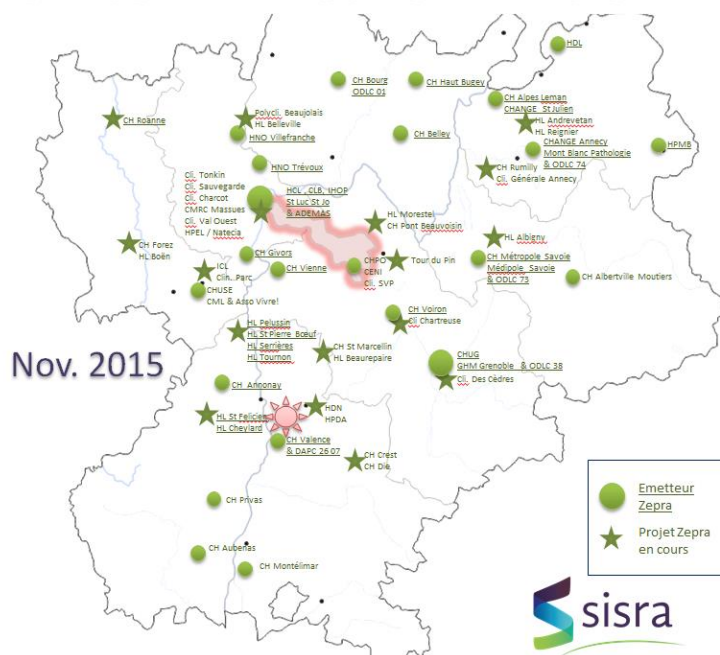 HDL
CH Bourg
ODLC 01
CH Haut Bugey
CH Alpes Leman
CHANGE St Julien
CH Roanne
Polycli. Beaujolais
HL Belleville
HL Andrevetan
HL Reignier
HNO Villefranche
CH Belley
CHANGE Annecy
Mont Blanc Pathologie
& ODLC 74
HPMB
HNO Trévoux
CH Rumilly
Cli. Générale Annecy
Cli. Tonkin
Cli. Sauvegarde
Cli. Charcot
CMRC Massues
Cli. Val Ouest
HPEL / Natecia
HCL, CLB, IHOP
St Luc St Jo
& ADEMAS
HL Morestel
CH Pont Beauvoisin
HL Albigny
CH Forez
HL Boën
CH Givors
CH Vienne
CHPO
CENI
Cli. SVP
Tour du Pin
CH Métropole Savoie
Médipole Savoie
& ODLC 73
ICL
Clin. Parc
CH Albertville Moutiers
CHUSE
CML & Asso Vivre!
CH Voiron
Cli Chartreuse
HL Pelussin
HL St Pierre Bœuf
HL Serrières
HL Tournon
CH St Marcellin
HL Beaurepaire
Nov. 2015
CHUG
GHM Grenoble & ODLC 38
Cli. Des Cèdres
CH Annonay
HDN
HPDA
HL St Felicien
HL Cheylard
CH Valence
& DAPC 26 07
CH Crest
CH Die
Emetteur
Zepra
CH Privas
Projet Zepra
en cours
CH Aubenas
CH Montélimar
sisra